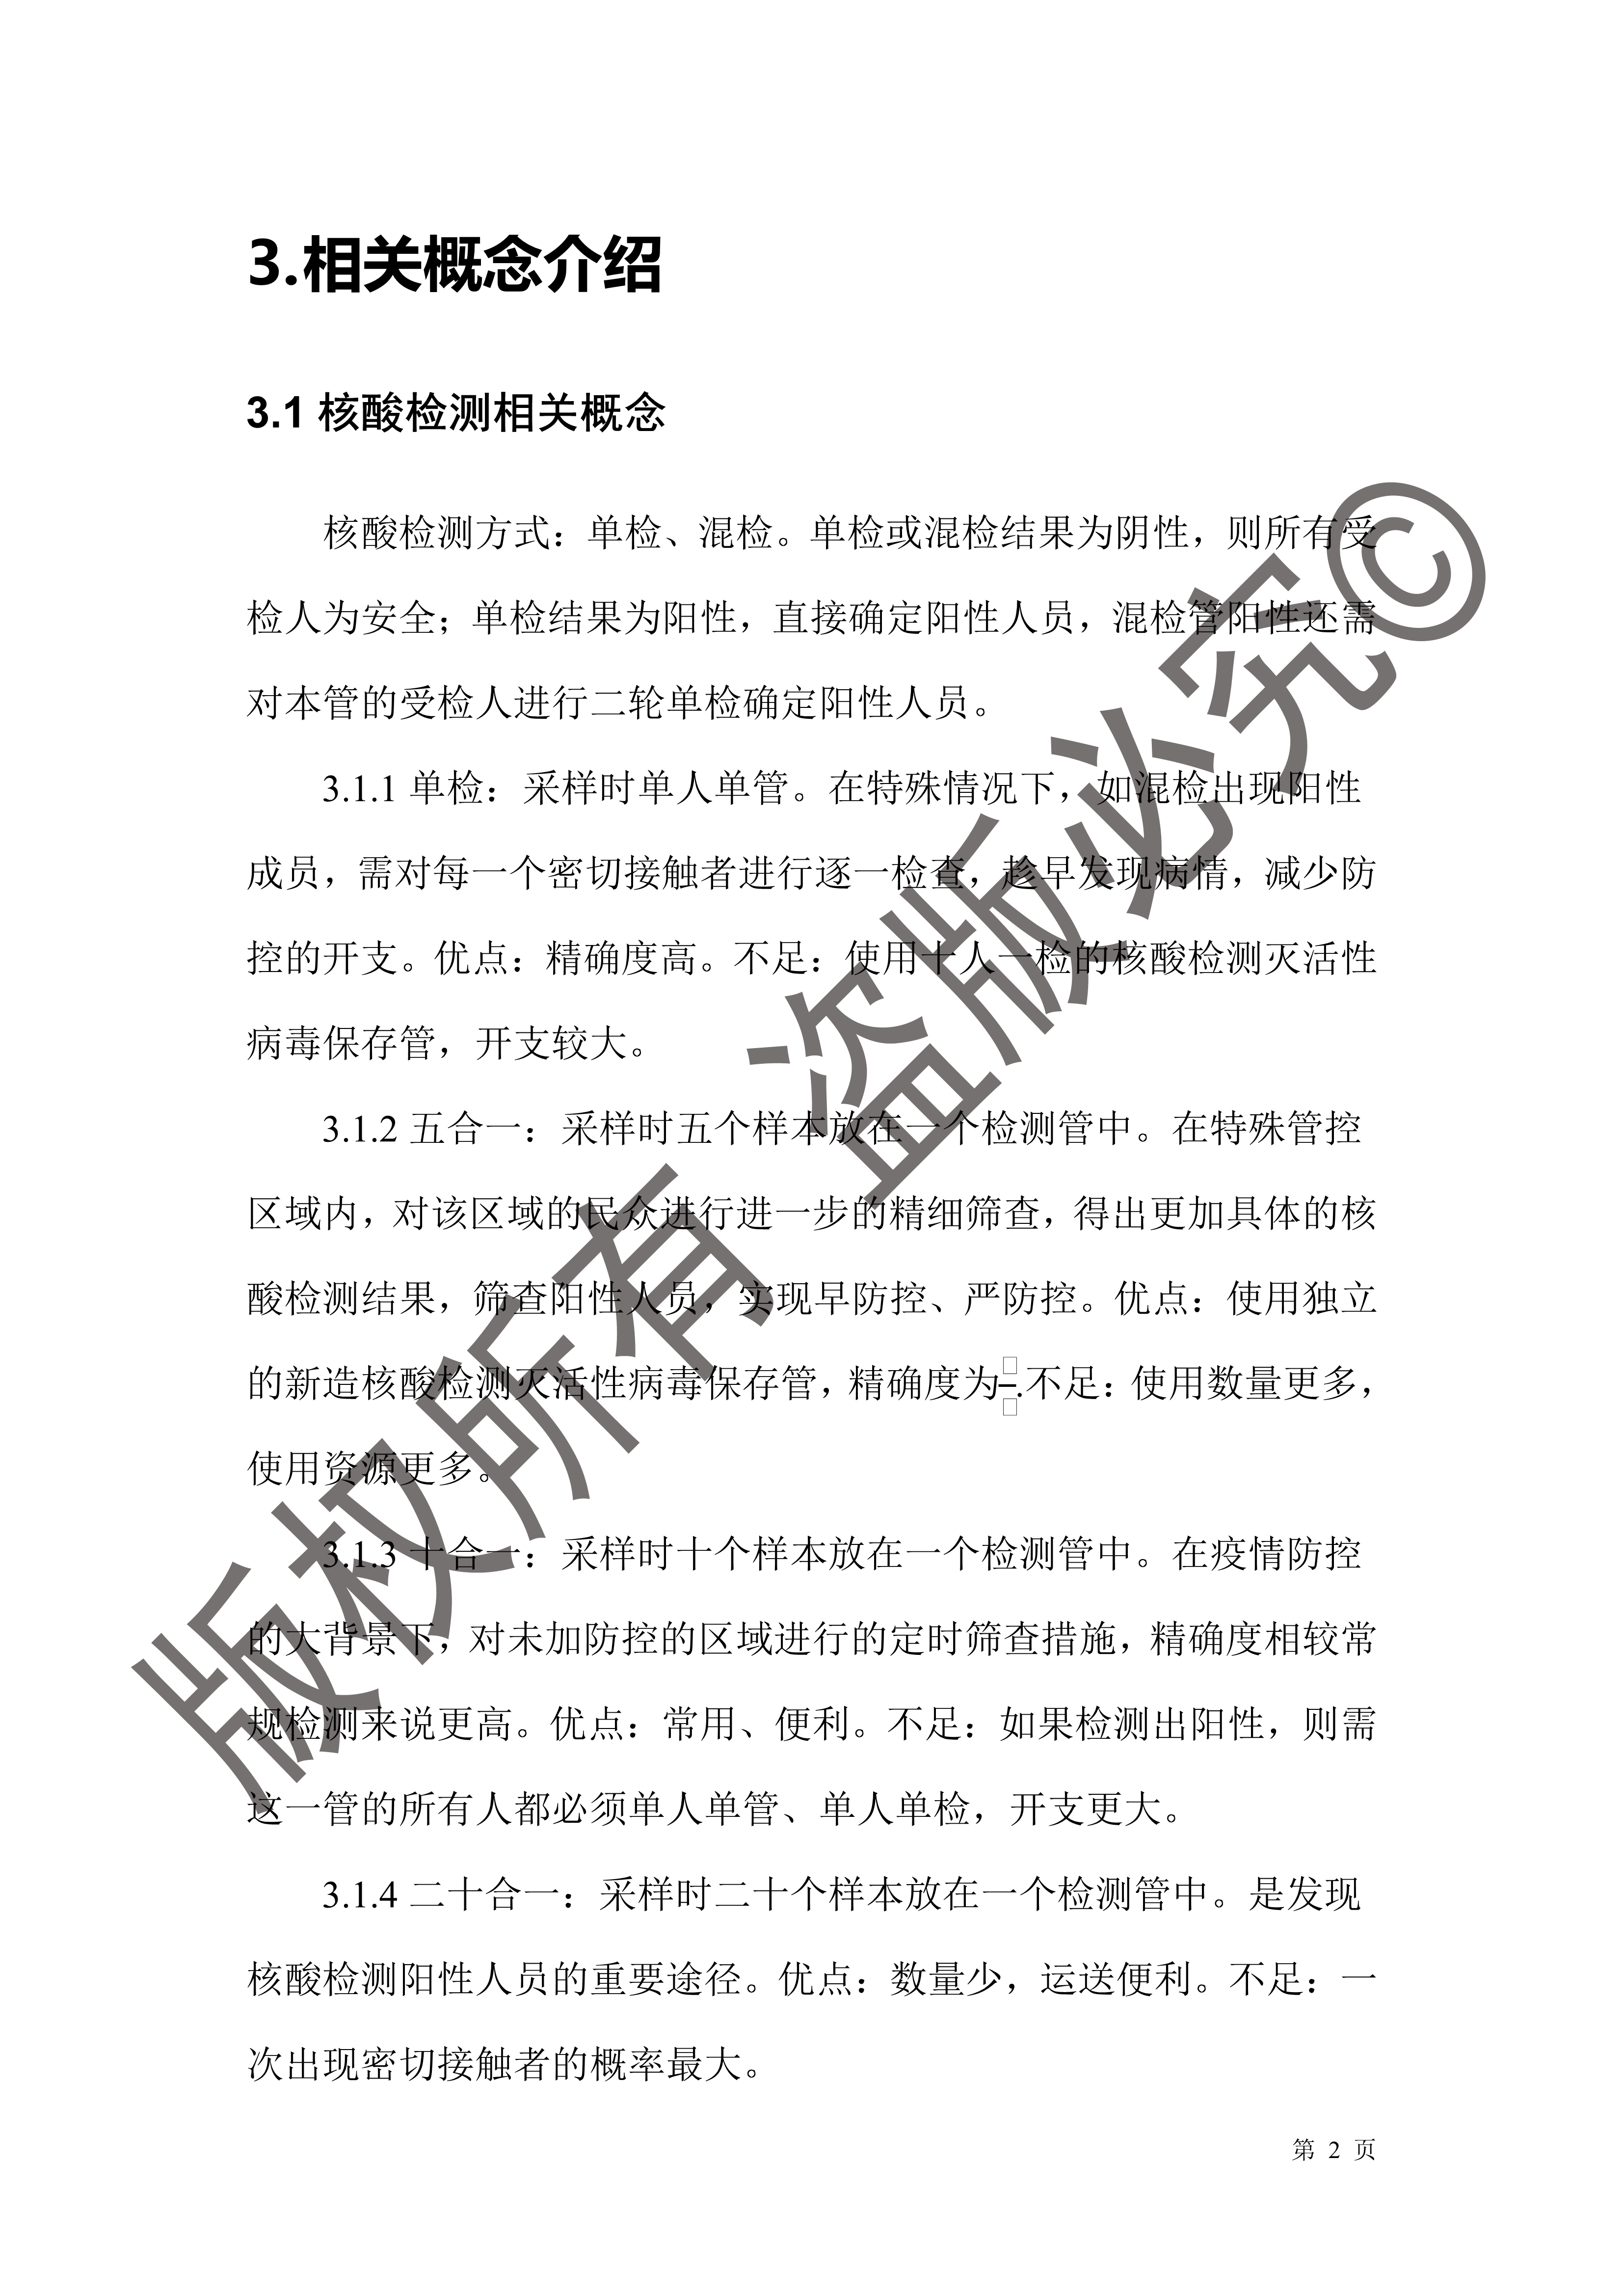 3.相关概念介绍
3.1 核酸检测相关概念
核酸检测方式：单检、混检。单检或混检结果为阴性，则所有受
检人为安全；单检结果为阳性，直接确定阳性人员，混检管阳性还需
对本管的受检人进行二轮单检确定阳性人员。
3.1.1 单检：采样时单人单管。在特殊情况下，如混检出现阳性
成员，需对每一个密切接触者进行逐一检查，趁早发现病情，减少防
控的开支。优点：精确度高。不足：使用十人一检的核酸检测灭活性
病毒保存管，开支较大。
3.1.2 五合一：采样时五个样本放在一个检测管中。在特殊管控
区域内，对该区域的民众进行进一步的精细筛查，得出更加具体的核
酸检测结果，筛查阳性人员，实现早防控、严防控。优点：使用独立
的新造核酸检测灭活性病毒保存管，精确度为.不足：使用数量更多，
使用资源更多。
3.1.3 十合一：采样时十个样本放在一个检测管中。在疫情防控
的大背景下，对未加防控的区域进行的定时筛查措施，精确度相较常
规检测来说更高。优点：常用、便利。不足：如果检测出阳性，则需
这一管的所有人都必须单人单管、单人单检，开支更大。
3.1.4 二十合一：采样时二十个样本放在一个检测管中。是发现
核酸检测阳性人员的重要途径。优点：数量少，运送便利。不足：一
次出现密切接触者的概率最大。
第 2 页
版权所有 盗版必究©